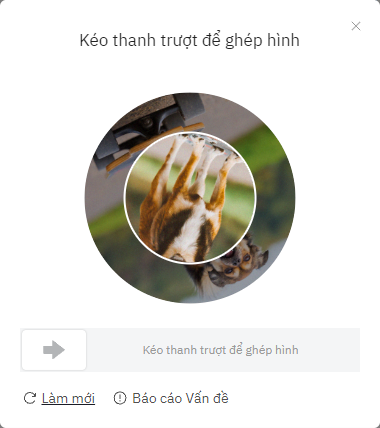 Kéo thanh trượt để ghép hình
Kéo thanh trượt để ghép hình
Làm mới Báo cáo Vấn đề